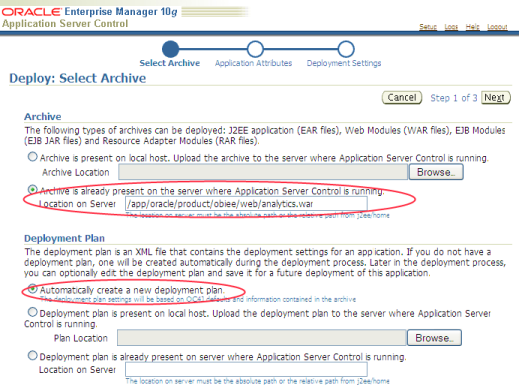 ORACLE Enterprise Manager 10g
Application Server Control
Setup Logs Help Logout
Select Archive Application Attributes Deployment Settings
Deploy: Select Archive
Cancel Step 1 of 3 Next
Archive
The following types of archives can be deployed: J2EE application (EAR files), Web Modules (WAR files), EJB Modules
(EJB JAR files) and Resource Adapter Modules (RAR files).
Archive is present on local host. Upload the archive to the server where Application Server Control is running.
Archive Location Browse...
Archive is already present on the server where Application Server Control is running.
Location on Server /app/oracle/product/obiee/web/analytics.war
The location on server must be the absolute path or the relative path from j2ee/home
Deployment Plan
The deployment plan is an XML file that contains the deployment settings for an application. If you do not have a
deployment plan, one will be created automatically during the deployment process. Later in the deployment process,
you can optionally edit the deployment plan and save it for a future deployment of this application.
Automatically create a new deployment plan.
The deployment plan settings will be based on OC4J defaults and information contained in the archive
Deployment plan is present on local host. Upload the deployment plan to the server where Application Server
Control is running.
Plan Location Browse...
Deployment plan is already present on server where Application Server Control is running.
Location on Server
The location on server must be the absolute path or the relative path from j2ee/home